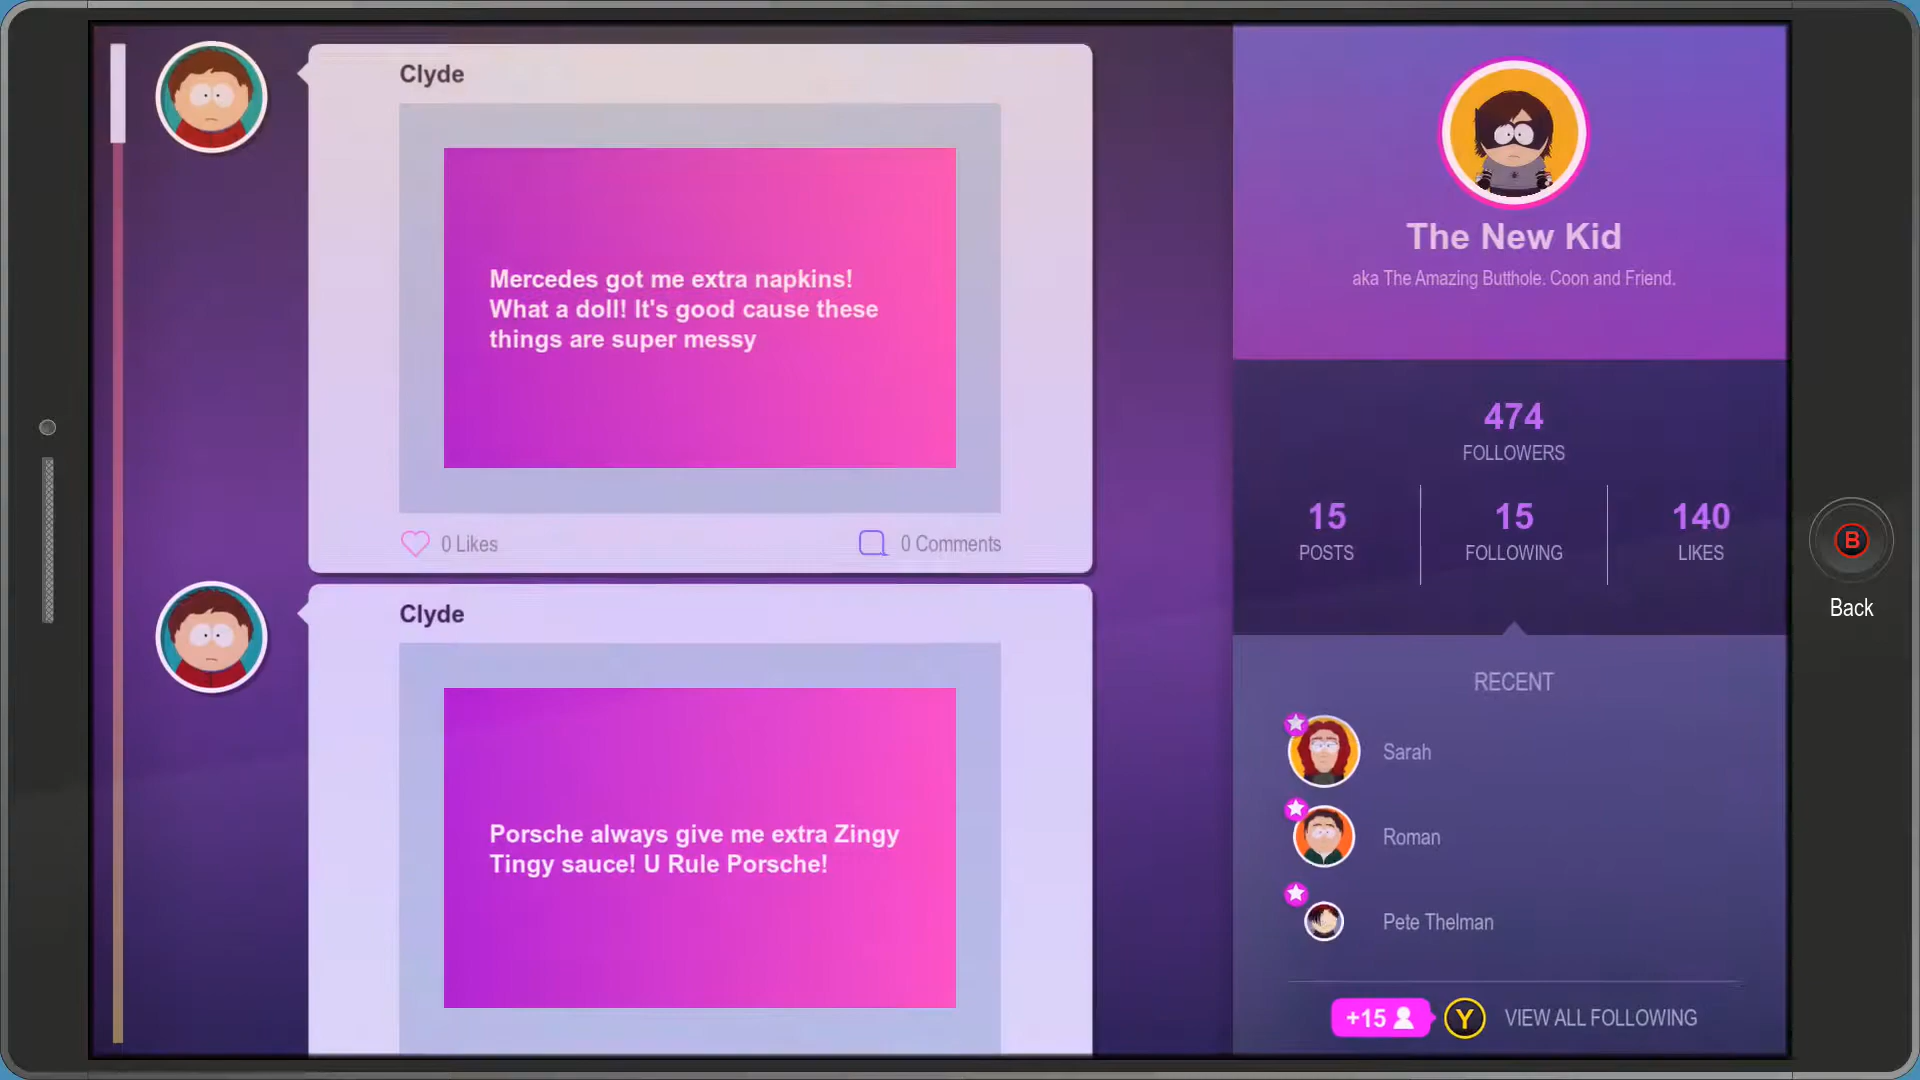 Clyde
Mercedes got me extra napkins!
What a doll! It's good cause these
things are super messy
0 Likes
0 Comments
Clyde
Porsche always give me extra Zingy
Tingy sauce! U Rule Porsche!
The New Kid
aka The Amazing Butthole. Coon and Friend.
474
FOLLOWERS
15
POSTS
15
FOLLOWING
140
LIKES
RECENT
Sarah
Roman
Pete Thelman
+15
Y
VIEW ALL FOLLOWING
B
Back